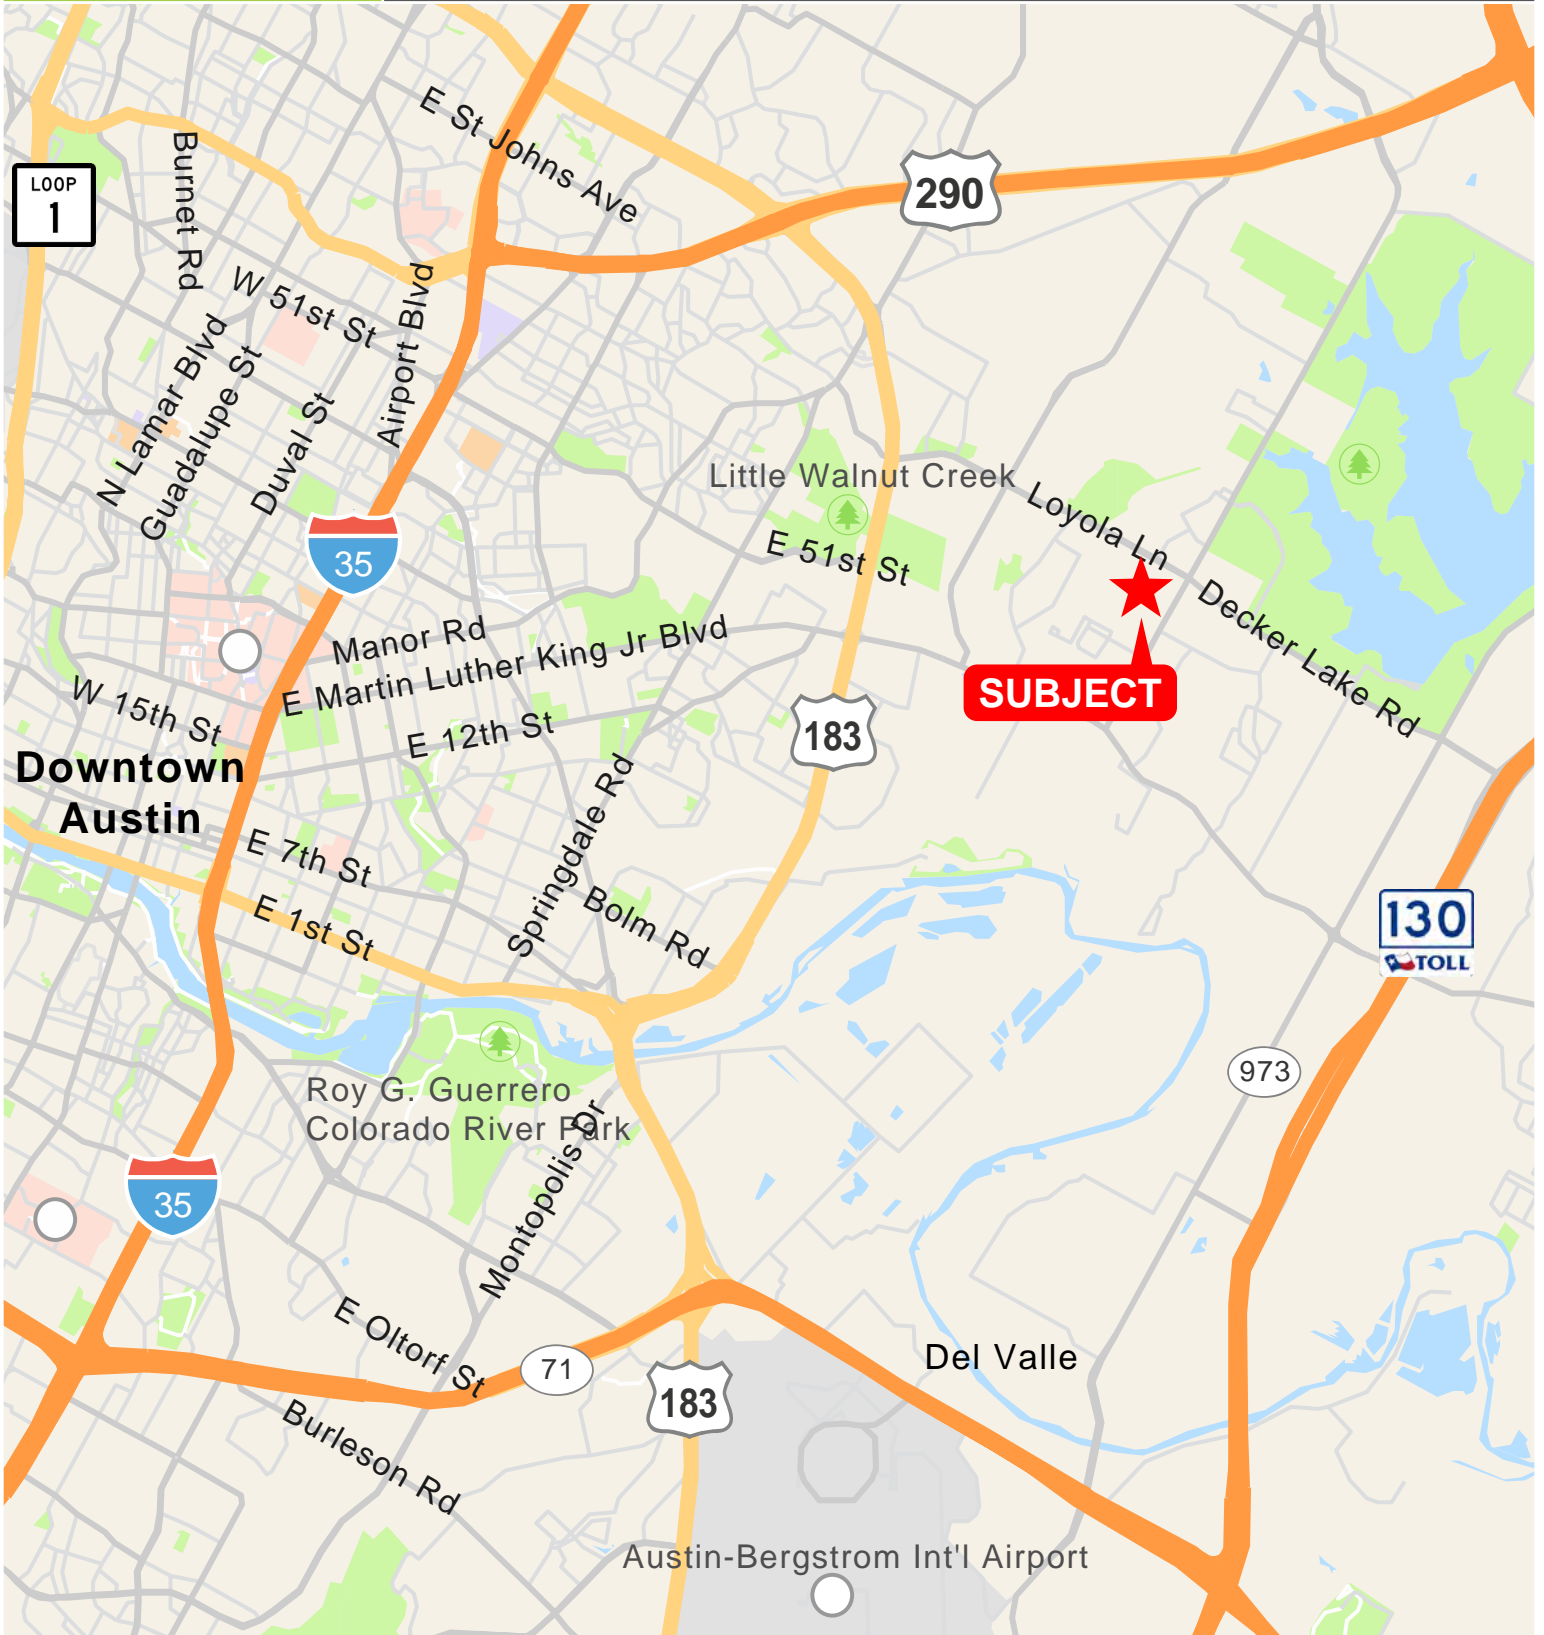 E St Johns Ave
Burnet Rd
LOOP
1
290
W 51st St
Airport Blvd
N Lamar Blvd
Guadalupe St
Duval St
Little Walnut Creek
Loyola Ln
E 51st St
35
Decker Lake Rd
Manor Rd
E Martin Luther King Jr Blvd
SUBJECT
W 15th St
E 12th St
183
Downtown
Austin
Springdale Rd
E 7th St
Bolm Rd
E 1st St
130
TOLL
973
Roy G. Guerrero
Colorado River Park
Montopolis Dr
35
E Oltorf St
71
Del Valle
183
Burleson Rd
Austin-Bergstrom Int'l Airport